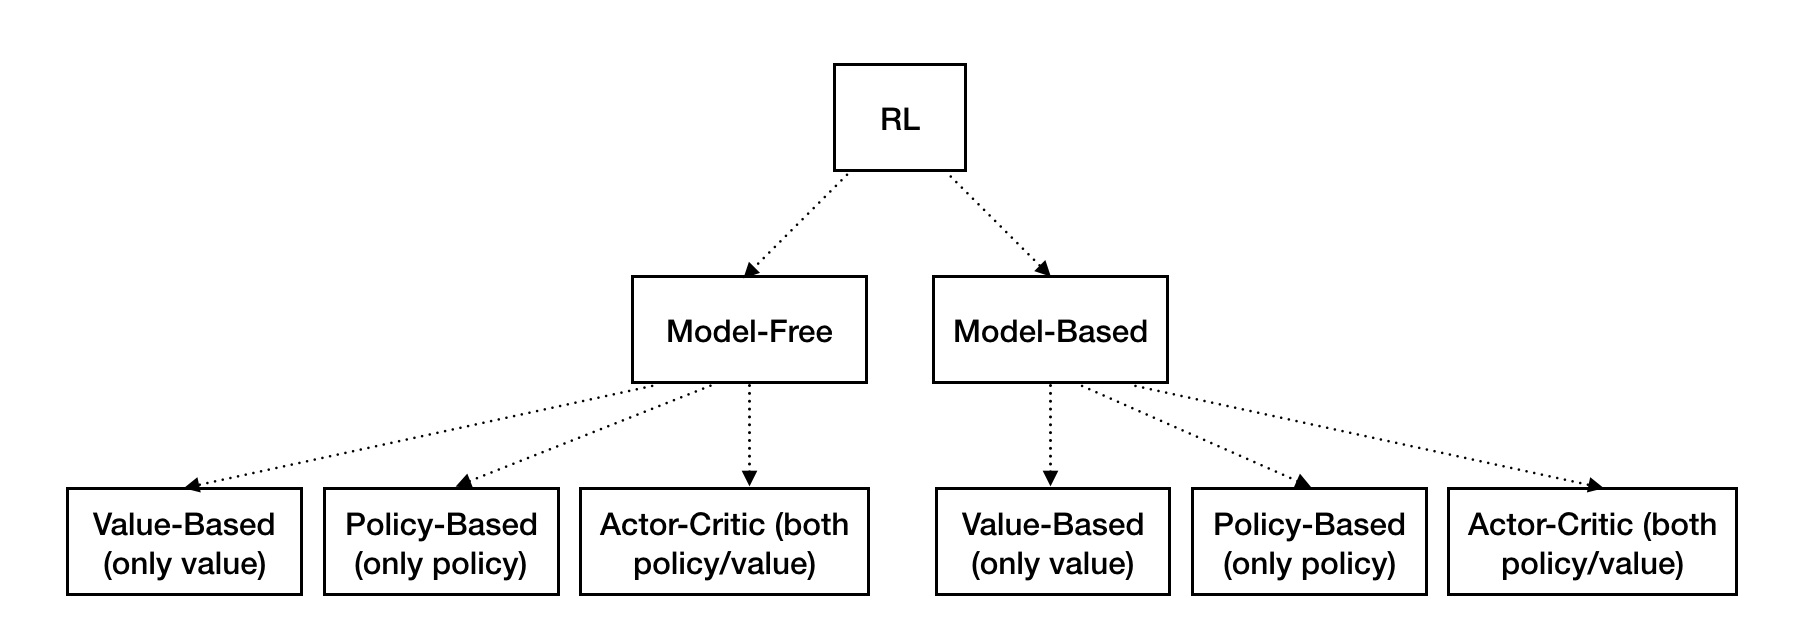 RL
Model-Free
Model-Based
Value-Based
(only value)
Policy-Based
(only policy)
Actor-Critic (both
policy/value)
Value-Based
(only value)
Policy-Based
(only policy)
Actor-Critic (both
policy/value)